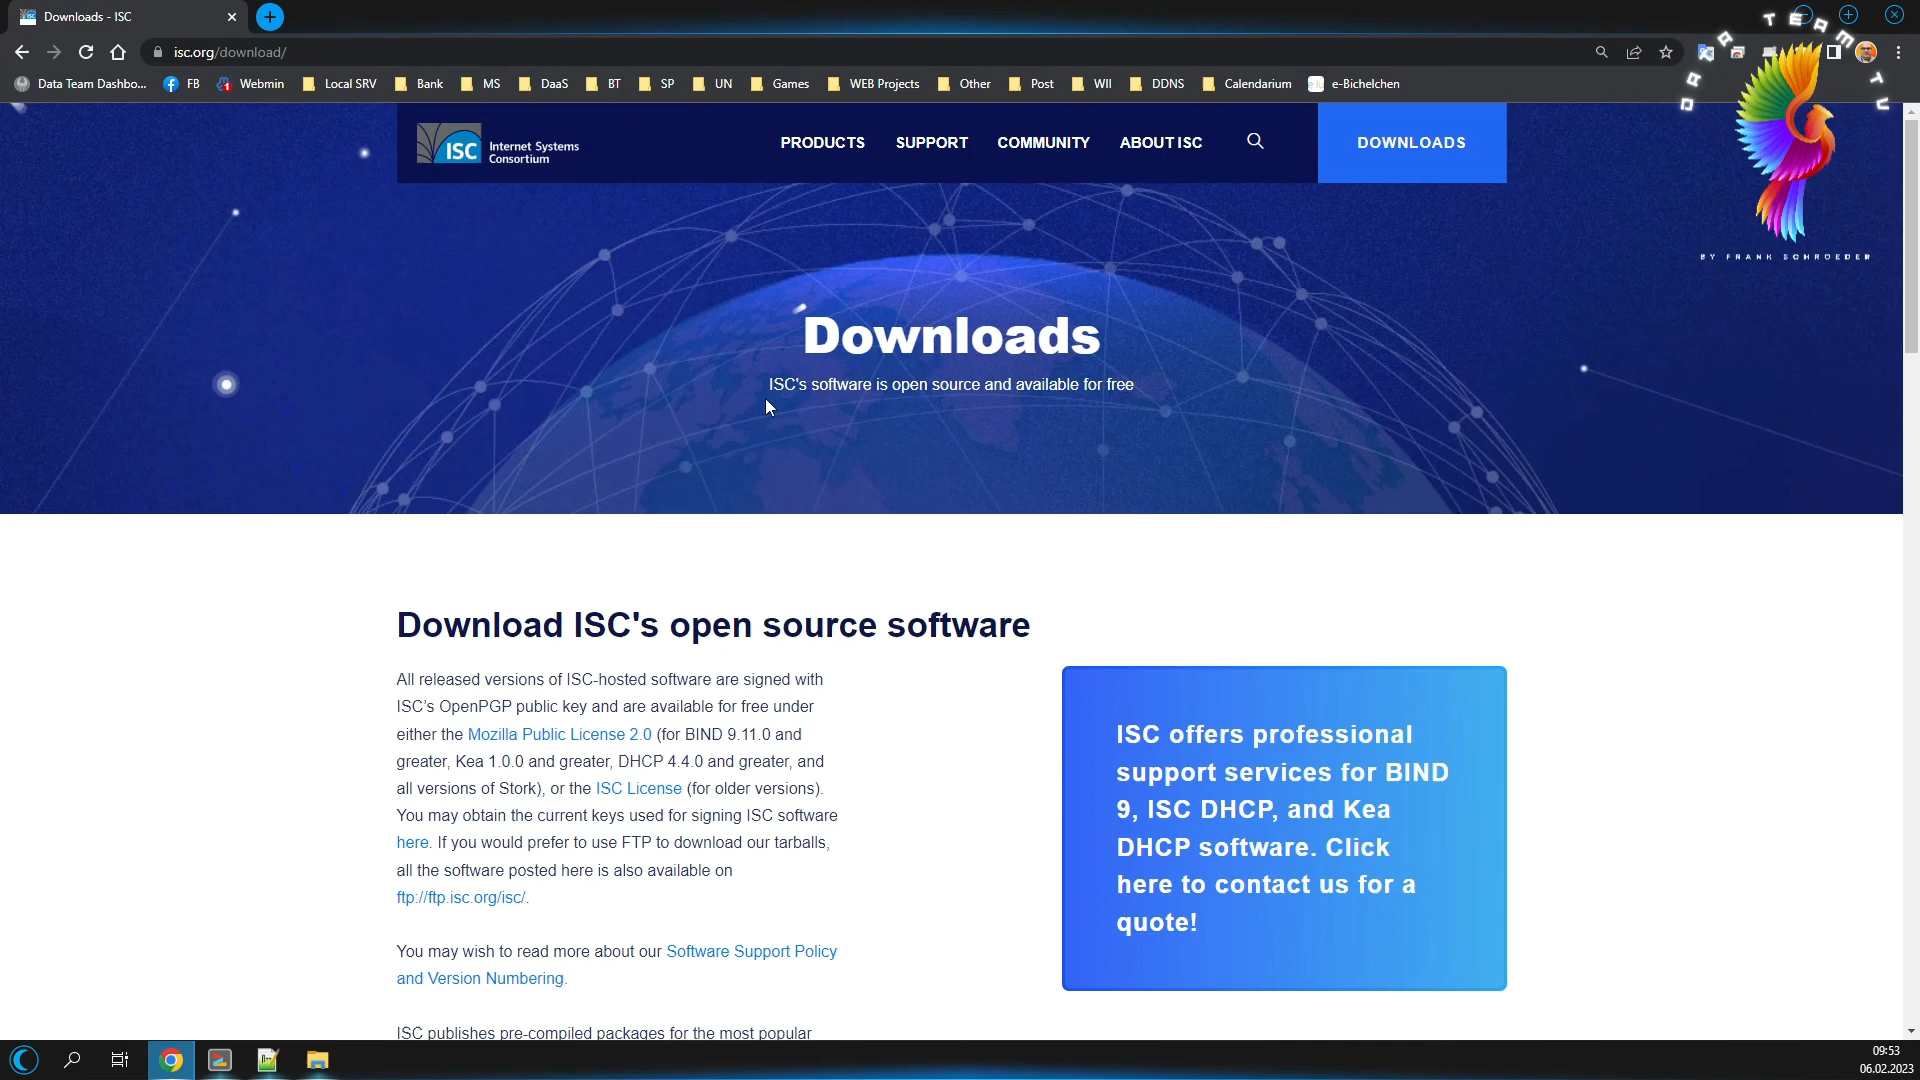 Downloads - ISC
isc.org/download/
Data Team Dashbo...
FB
Webmin
Local SRV
Bank
MS
DaaS
BT
SP
UN
Games
WEB Projects
Other
Post
WII
DDNS
Calendarium
e-Bichelchen
DATA TEAM TV
BY FRANK SCHROEDER
ISC
Internet Systems
Consortium
PRODUCTS
SUPPORT
COMMUNITY
ABOUT ISC
DOWNLOADS
Downloads
ISC's software is open source and available for free
Download ISC's open source software
All released versions of ISC-hosted software are signed with
ISC's OpenPGP public key and are available for free under
either the Mozilla Public License 2.0 (for BIND 9.11.0 and
greater, Kea 1.0.0 and greater, DHCP 4.4.0 and greater, and
all versions of Stork), or the ISC License (for older versions).
You may obtain the current keys used for signing ISC software
here. If you would prefer to use FTP to download our tarballs,
all the software posted here is also available on
ftp://ftp.isc.org/isc/.
You may wish to read more about our Software Support Policy
and Version Numbering.
ISC publishes pre-compiled packages for the most popular
ISC offers professional
support services for BIND
9, ISC DHCP, and Kea
DHCP software. Click
here to contact us for a
quote!
09:53
06.02.2023